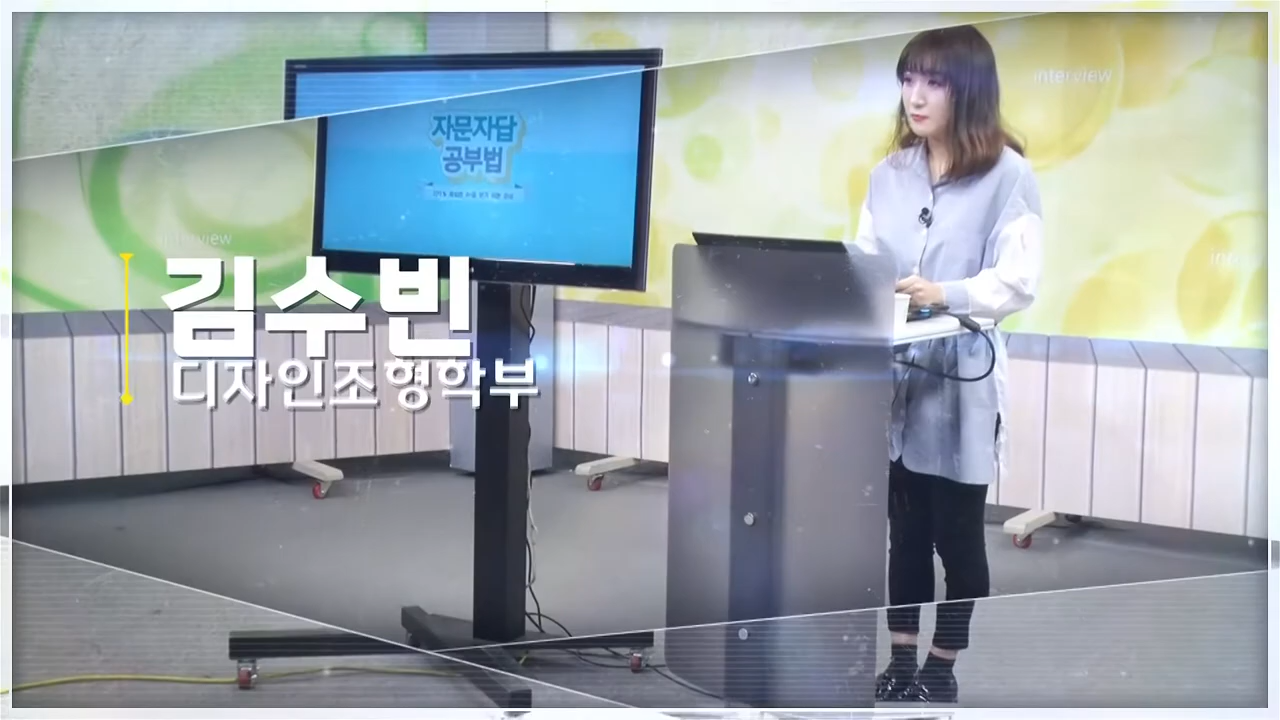 interview
자문자답
공부법
interview
김수빈
디자인조형학부